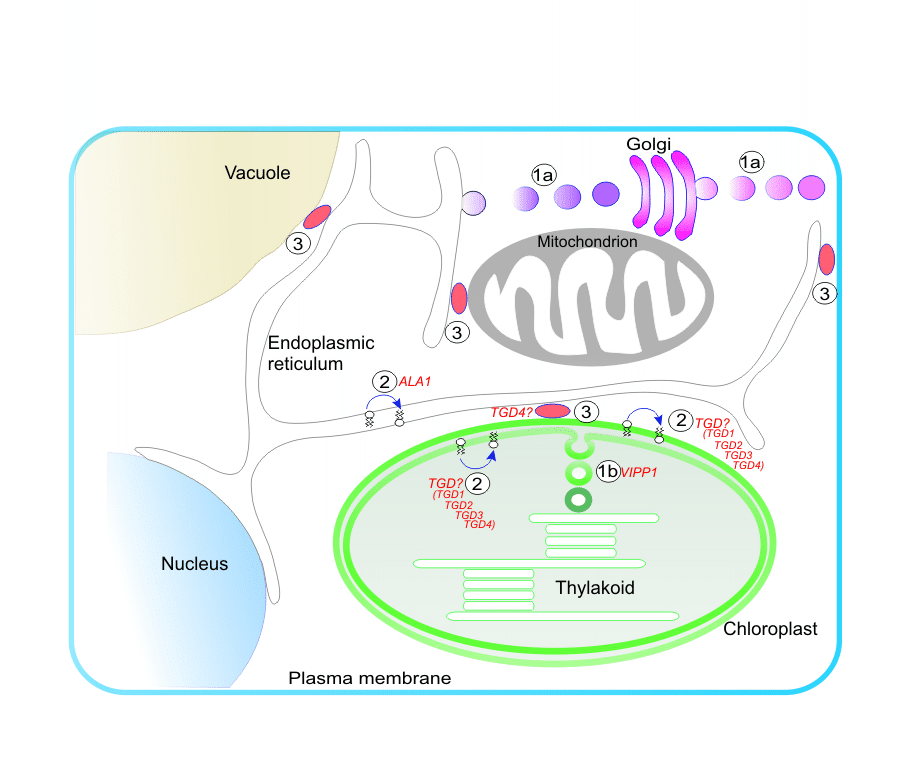 Golgi
1a
1a
Vacuole
3
Mitochondrion
3
3
Endoplasmic
reticulum
2 ALA1
TGD4? 3
2 TGD?
(TGD1
TGD2
TGD3
TGD4)
1b VIPP1
TGD? 2
(TGD1
TGD2
TGD3
TGD4)
Nucleus
Thylakoid
Chloroplast
Plasma membrane